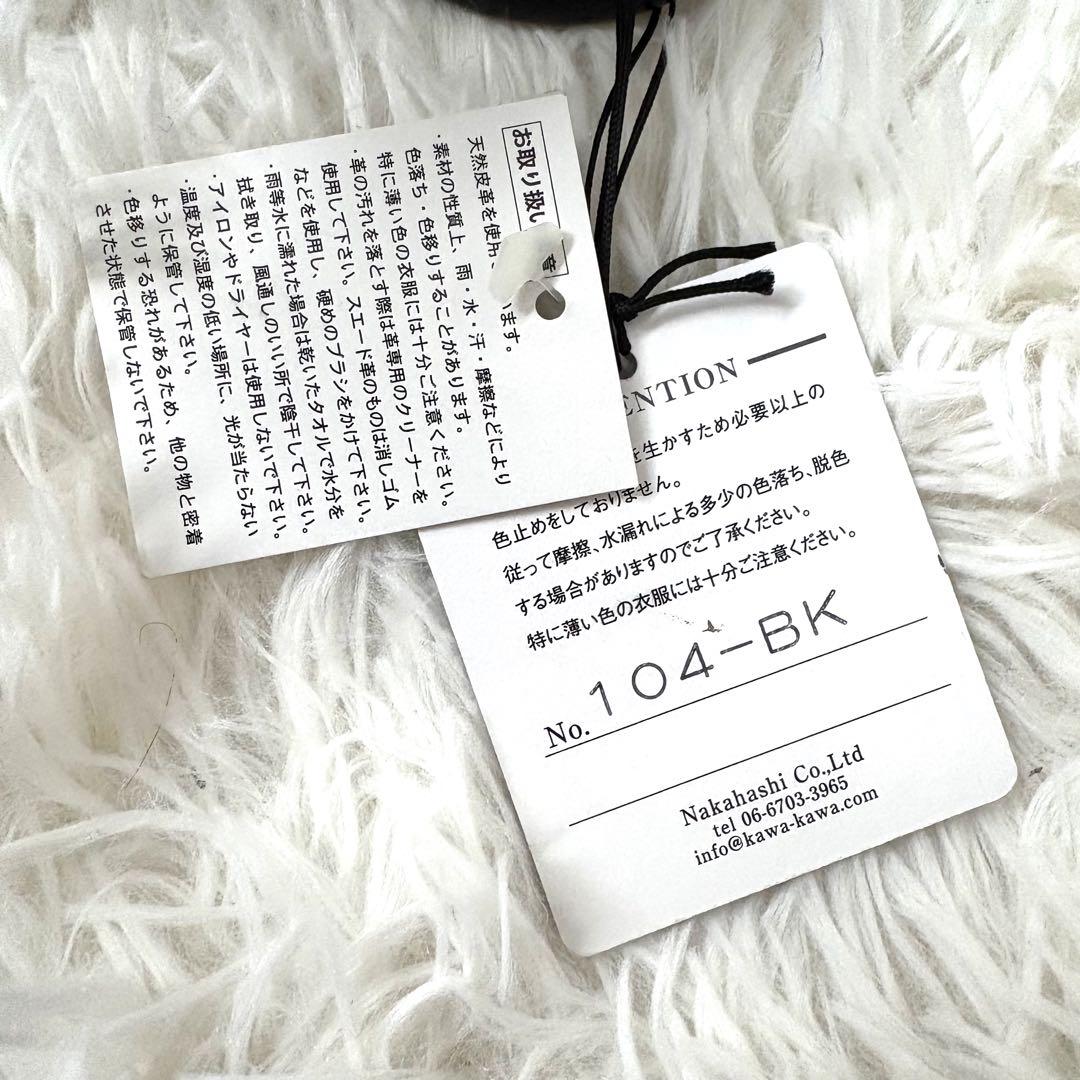 お取り扱い
天然皮革を使用 います。
・素材の性質上、雨・水・汗・摩擦などにより
色落ち・色移りすることがあります。
特に薄い色の衣服には十分ご注意ください。
・革の汚れを落とす際は革専用のクリーナーを
使用して下さい。スエード革のものは消しゴム
などを使用し、硬めのブラシをかけて下さい。
・雨等水に濡れた場合は乾いたタオルで水分を
拭き取り、風通しのいい所で陰干して下さい。
・アイロンやドライヤーは使用しないで下さい。
・温度及び湿度の低い場所に、光が当たらない
ように保管して下さい。
・色移りする恐れがあるため、他の物と密着
させた状態で保管しないで下さい。
ENTION
を生かすため必要以上の
色止めをしておりません。
従って摩擦、水漏れによる多少の色落ち、脱色
する場合がありますのでご了承ください。
特に薄い色の衣服には十分ご注意ください。
No. 104-BK
Nakahashi Co.,Ltd
tel 06-6703-3965
info@kawa-kawa.com